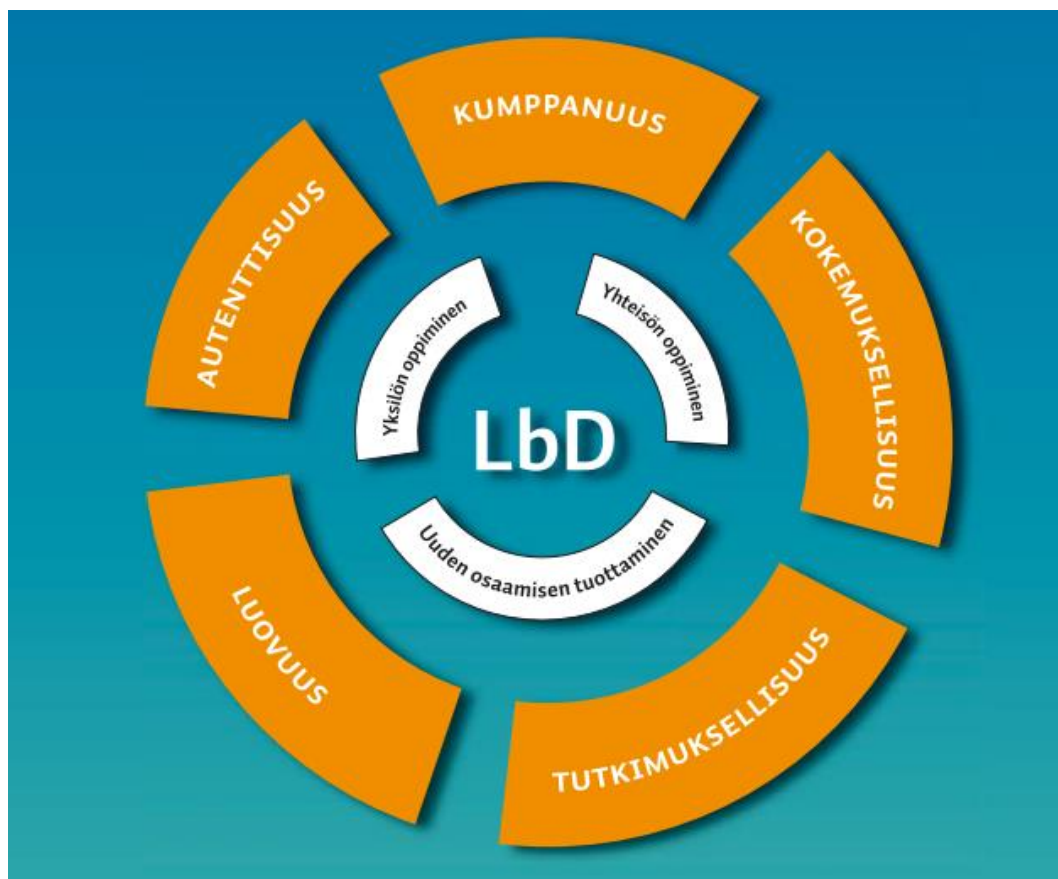 KUMPPANUUS
AUTENTTISUUS
KOKEMUKSELLISUUS
Yksilön oppiminen
Yhteisön oppiminen
LbD
Uuden osaamisen tuottaminen
LUOVUUS
TUTKIMUKSELLISUUS